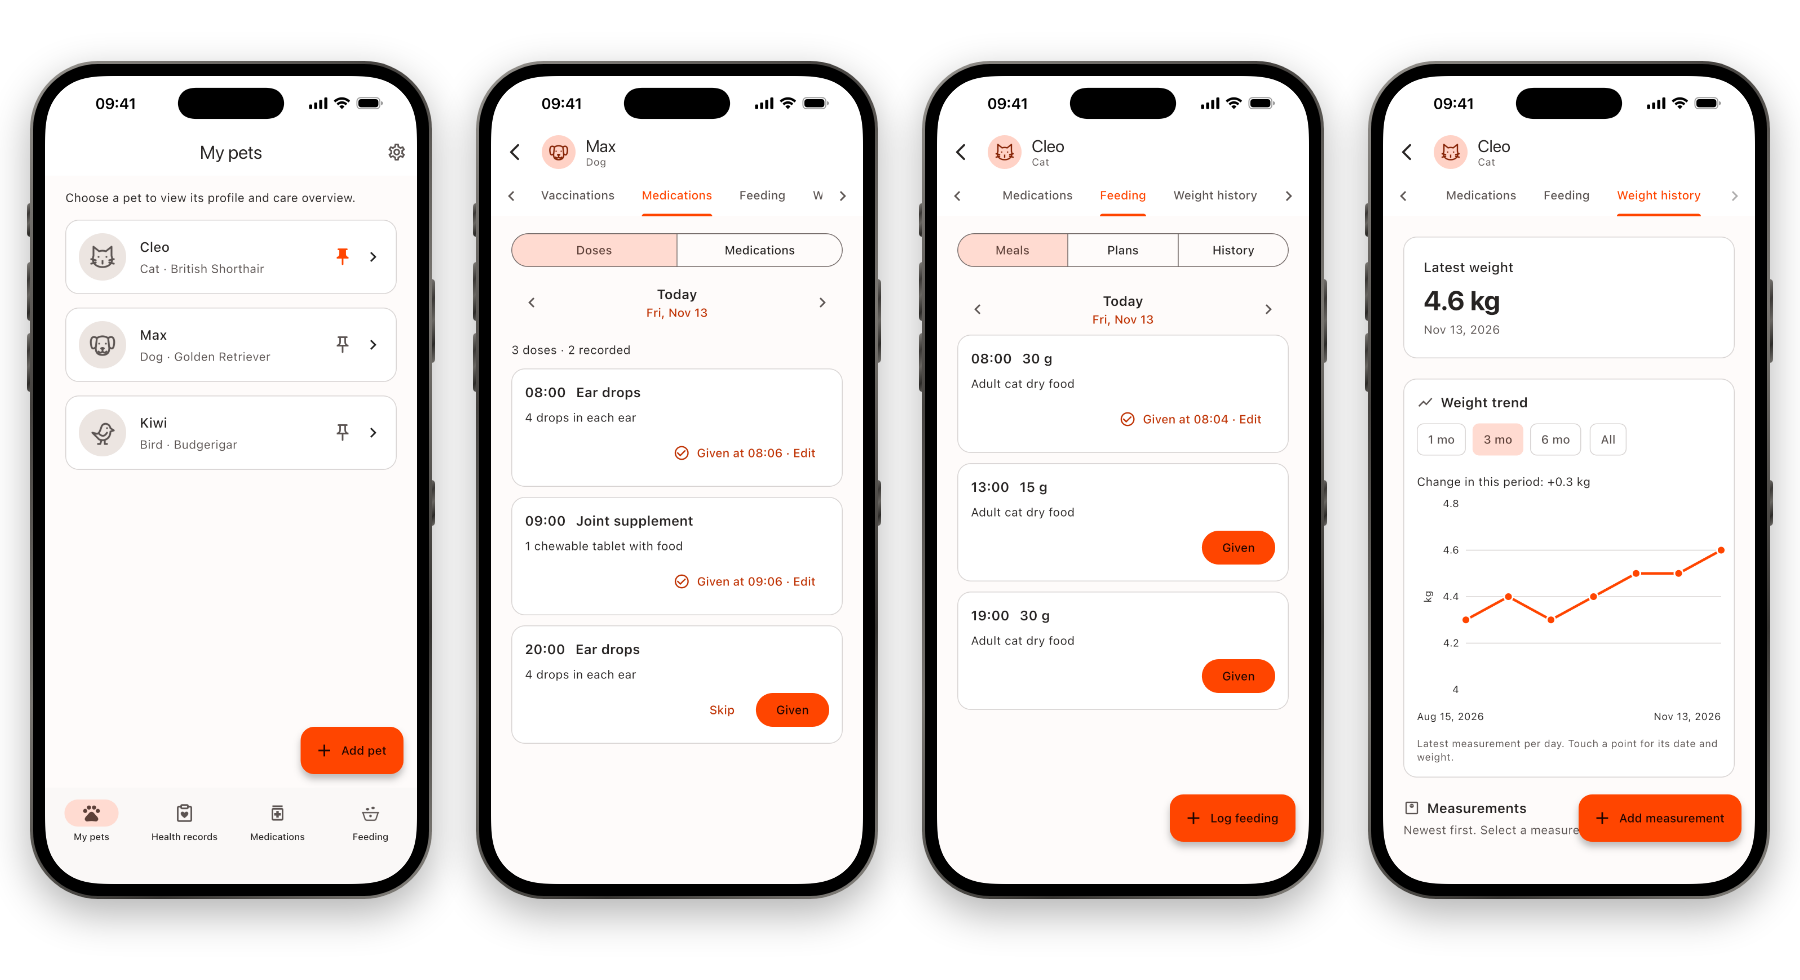 09:41
My pets
Choose a pet to view its profile and care overview.
Cleo
Cat · British Shorthair
Max
Dog · Golden Retriever
Kiwi
Bird · Budgerigar
+ Add pet
My pets
Health records
Medications
Feeding
09:41
Max
Dog
Vaccinations
Medications
Feeding
W
Doses
Medications
Today
Fri, Nov 13
3 doses · 2 recorded
08:00 Ear drops
4 drops in each ear
Given at 08:06 · Edit
09:00 Joint supplement
1 chewable tablet with food
Given at 09:06 · Edit
20:00 Ear drops
4 drops in each ear
Skip
Given
09:41
Cleo
Cat
Medications
Feeding
Weight history
Meals
Plans
History
Today
Fri, Nov 13
08:00 30 g
Adult cat dry food
Given at 08:04 · Edit
13:00 15 g
Adult cat dry food
Given
19:00 30 g
Adult cat dry food
Given
+ Log feeding
09:41
Cleo
Cat
Medications
Feeding
Weight history
Latest weight
4.6 kg
Nov 13, 2026
Weight trend
1 mo
3 mo
6 mo
All
Change in this period: +0.3 kg
4.8
4.6
kg
4.4
4.2
4
Aug 15, 2026
Nov 13, 2026
Latest measurement per day. Touch a point for its date and
weight.
Measurements
Newest first. Select a measure
+ Add measurement